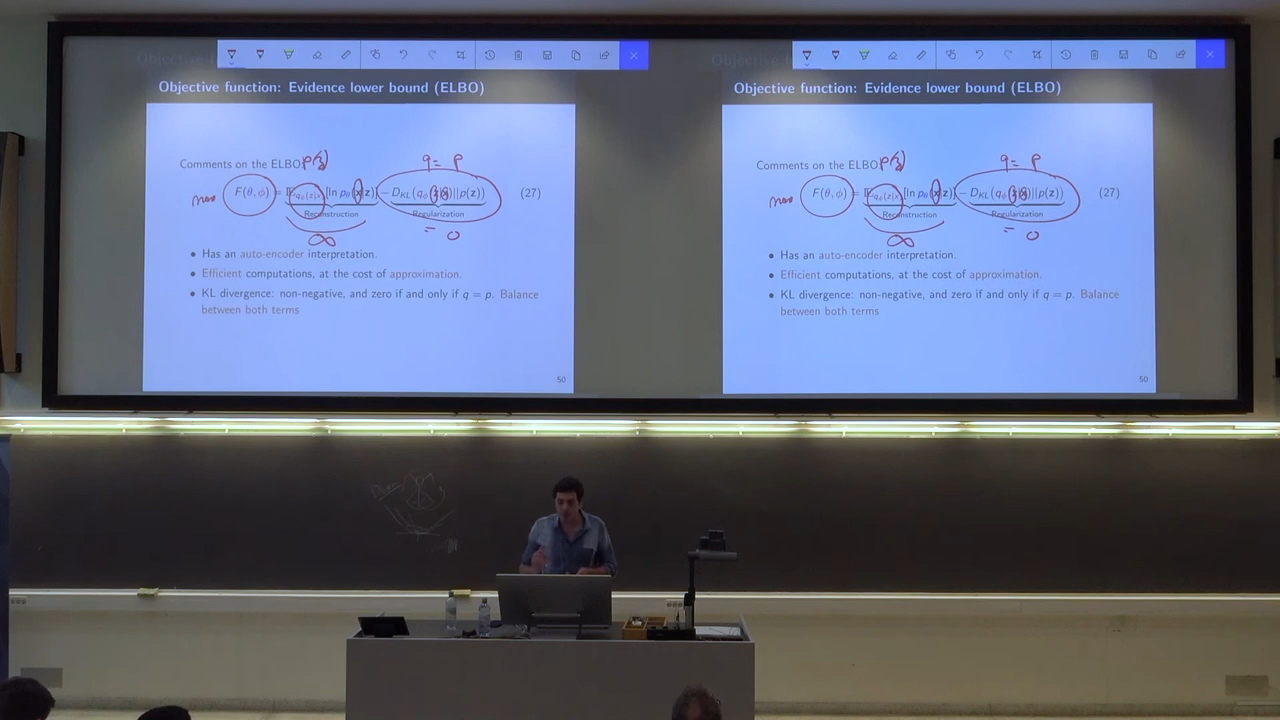 Objective function: Evidence lower bound (ELBO)
Comments on the ELBO
q = p
F(θ, ϕ) = 𝔼qϕ(z|x)[ln pθ(x|z)] − DKL(qϕ(z|x)||p(z)) (27)
Reconstruction Regularization
∞ = 0
• Has an auto-encoder interpretation.
• Efficient computations, at the cost of approximation.
• KL divergence: non-negative, and zero if and only if q = p. Balance
between both terms
50
Objective function: Evidence lower bound (ELBO)
Comments on the ELBO
q = p
F(θ, ϕ) = 𝔼qϕ(z|x)[ln pθ(x|z)] − DKL(qϕ(z|x)||p(z)) (27)
Reconstruction Regularization
∞ = 0
• Has an auto-encoder interpretation.
• Efficient computations, at the cost of approximation.
• KL divergence: non-negative, and zero if and only if q = p. Balance
between both terms
50